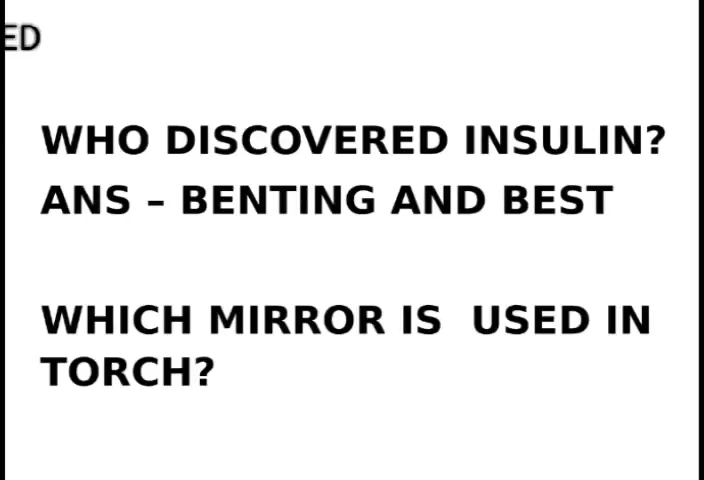 ED
WHO DISCOVERED INSULIN?
ANS – BENTING AND BEST
WHICH MIRROR IS USED IN
TORCH?